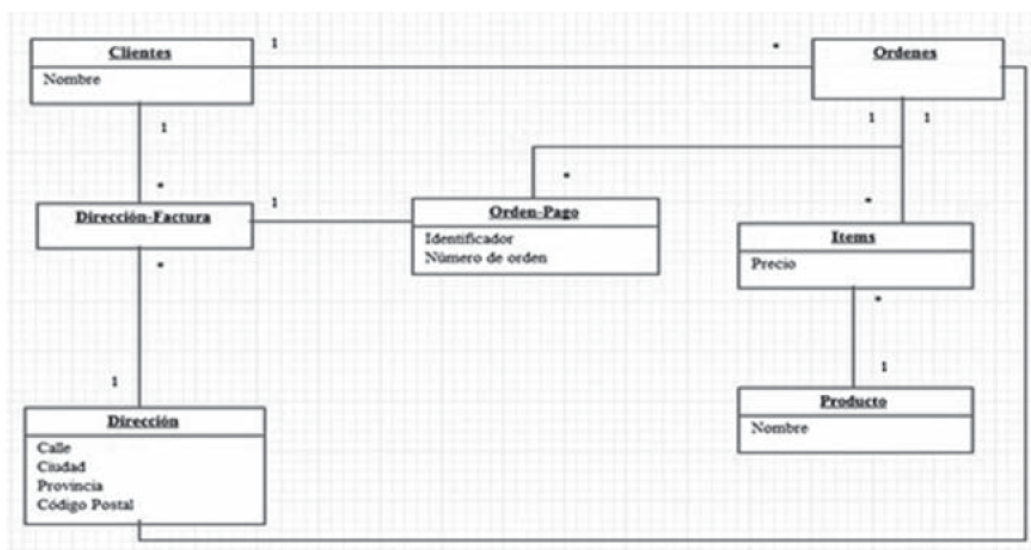 Clientes
Nombre
1
*
Ordenes
1
*
1
1
*
*
Dirección-Factura
1
Orden-Pago
Identificador
Número de orden
Items
Precio
*
*
1
1
Dirección
Calle
Ciudad
Provincia
Código Postal
Producto
Nombre